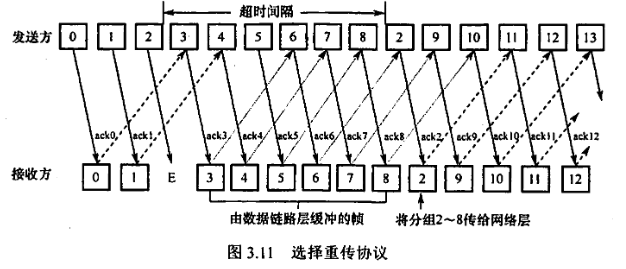 超时间隔
发送方 0 1 2 3 4 5 6 7 8 2 9 10 11 12 13
ack0 ack1 ack3 ack4 ack5 ack6 ack7 ack8 ack2 ack9 ack10 ack11 ack12
接收方 0 1 E 3 4 5 6 7 8 2 9 10 11 12
由数据链路层缓冲的帧 将分组2～8传给网络层
图 3.11 选择重传协议